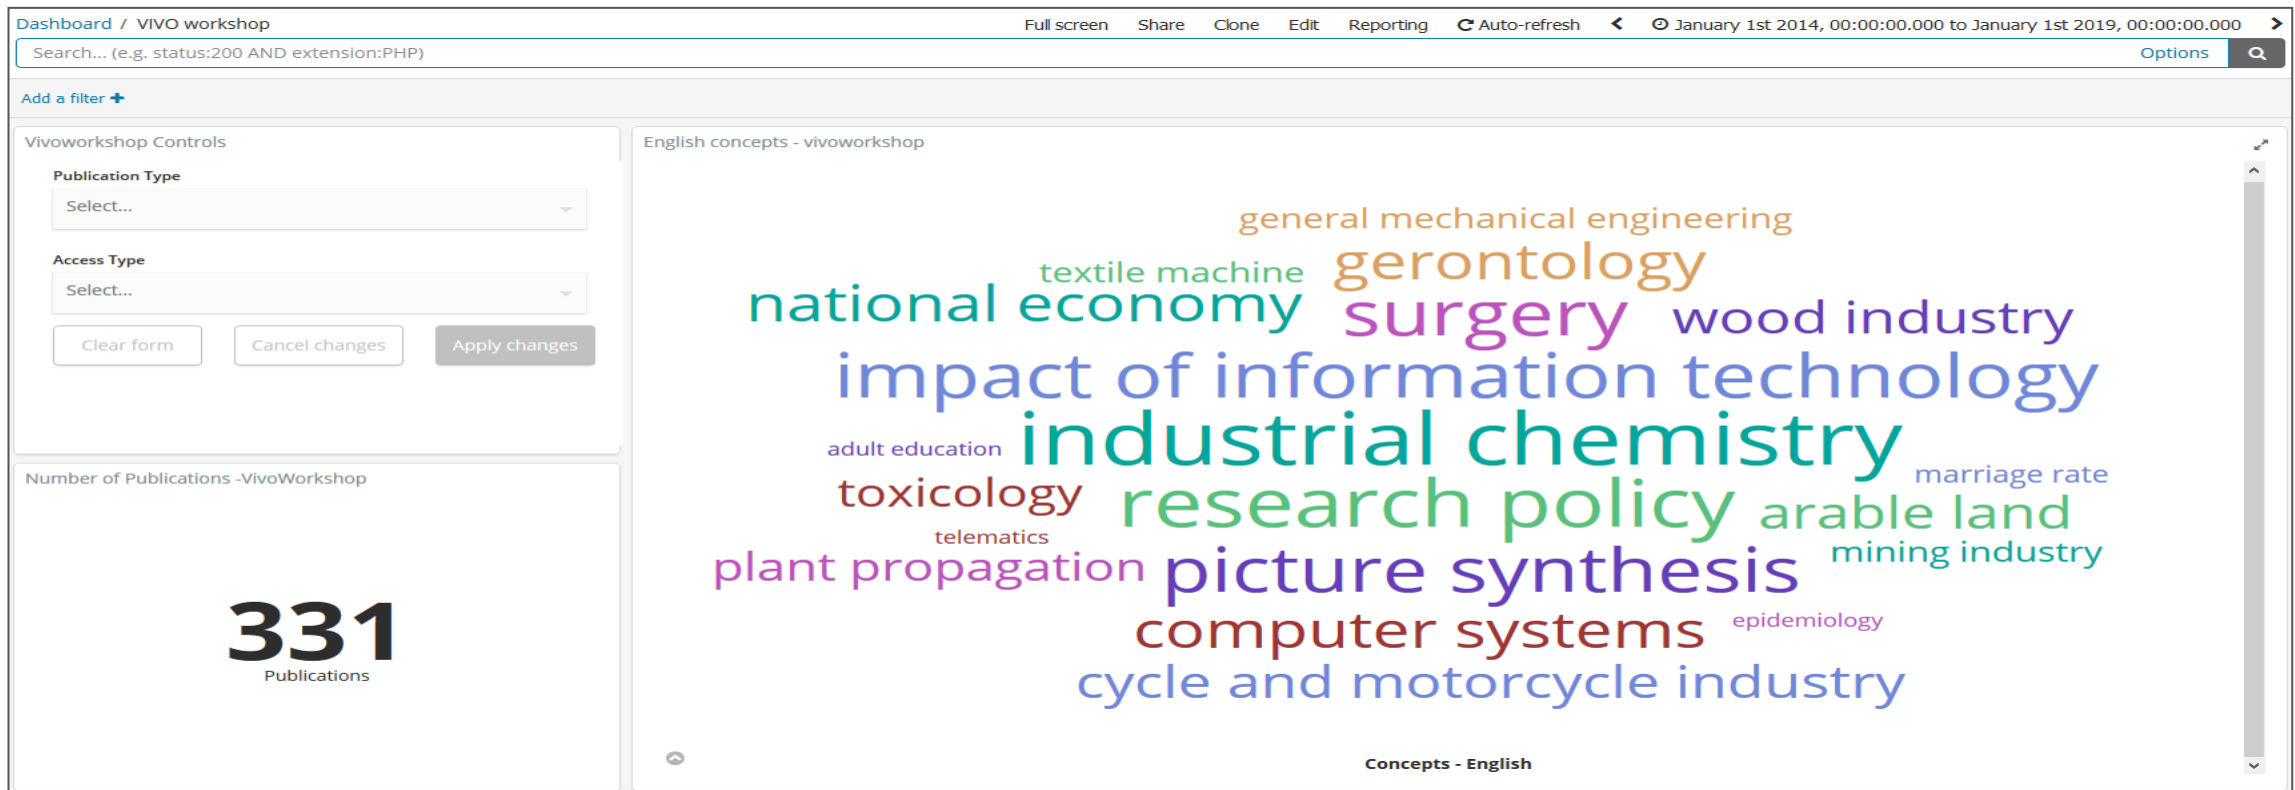 Dashboard / VIVO workshop
Full screen Share Clone Edit Reporting Auto-refresh January 1st 2014, 00:00:00.000 to January 1st 2019, 00:00:00.000
Search... (e.g. status:200 AND extension:PHP)
Options
Add a filter +
Vivoworkshop Controls
Publication Type
Select...
Access Type
Select...
Clear form Cancel changes Apply changes
Number of Publications -VivoWorkshop
331
Publications
English concepts - vivoworkshop
general mechanical engineering
textile machine gerontology
national economy surgery wood industry
impact of information technology
adult education industrial chemistry
marriage rate
toxicology research policy arable land
telematics
mining industry
plant propagation picture synthesis
computer systems epidemiology
cycle and motorcycle industry
Concepts - English